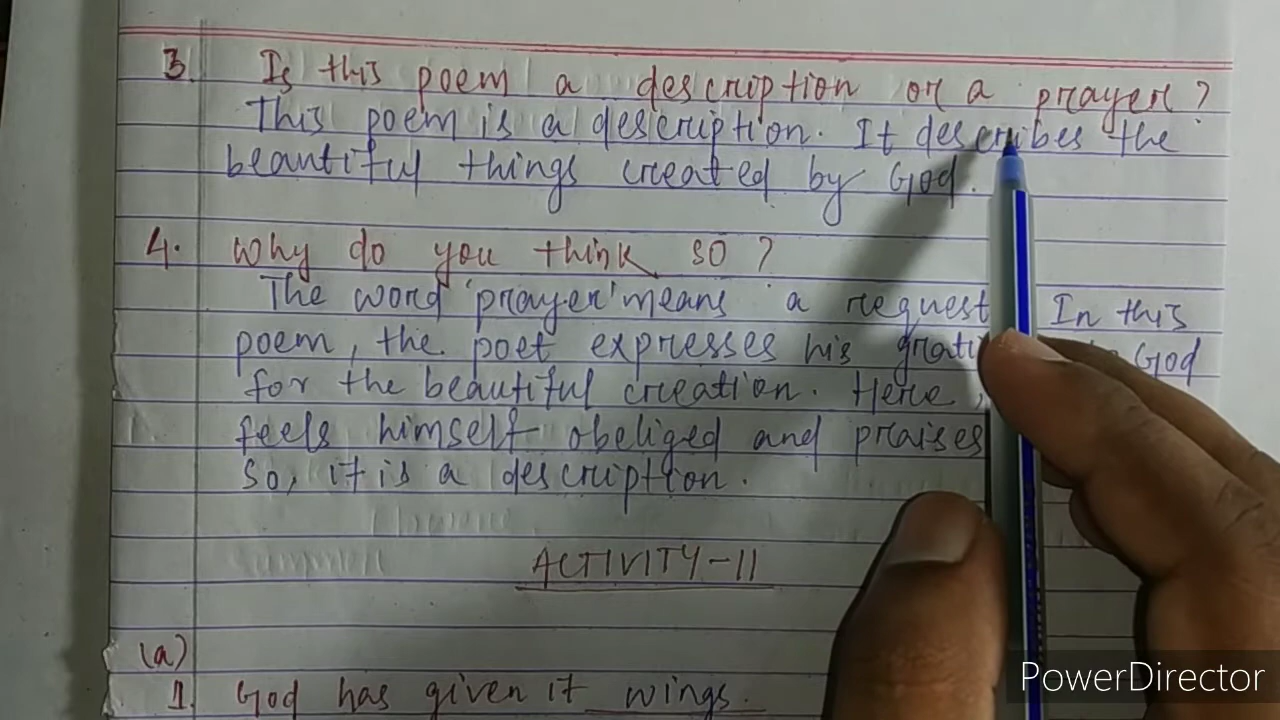 3. Is this poem a description or a prayer?
This poem is a description. It describes the
beautiful things created by God.
4. Why do you think so?
The word 'prayer' means a request In this
poem, the poet expresses his God
for the beautiful creation. Here,
feels himself obeliged and praises
So, it is a description.
ACTIVITY-II
(a)
1. God has given it wings.
PowerDirector